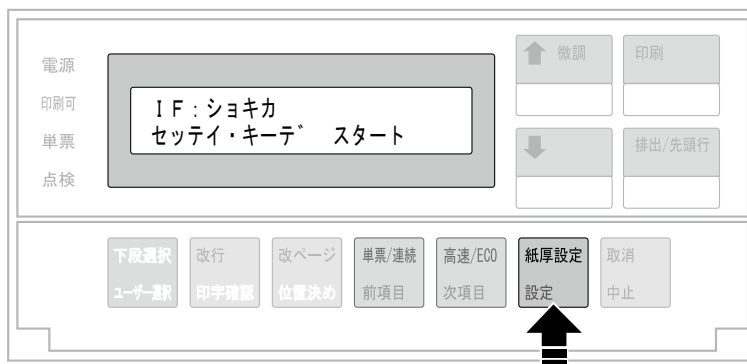 電源
印刷可
単票
点検
ＩＦ：ショキカ
セッテイ・キーデ゛　スタート
微調
印刷
排出/先頭行
下段選択
ユーザー選択
改行
印字確認
改ページ
位置決め
単票/連続
前項目
高速/ECO
次項目
紙厚設定
設定
取消
中止